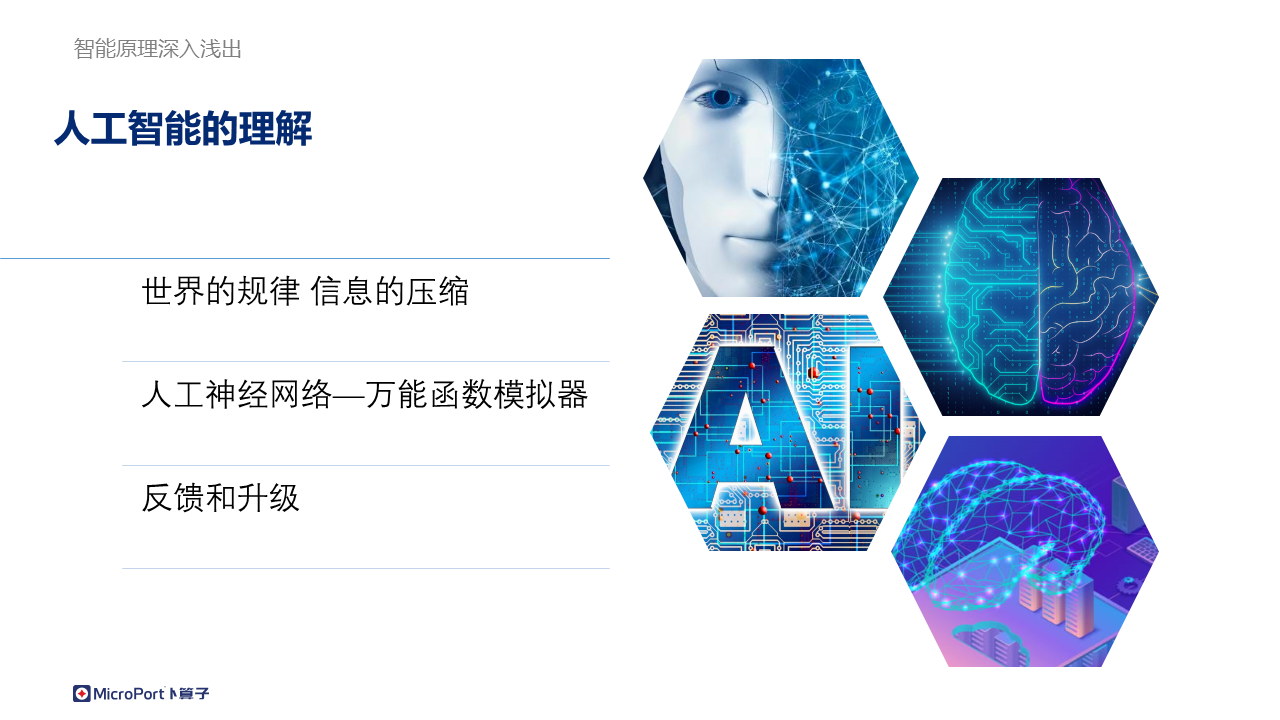 智能原理深入浅出
人工智能的理解
世界的规律 信息的压缩
人工神经网络—万能函数模拟器
反馈和升级
AI
MicroPort 卜算子